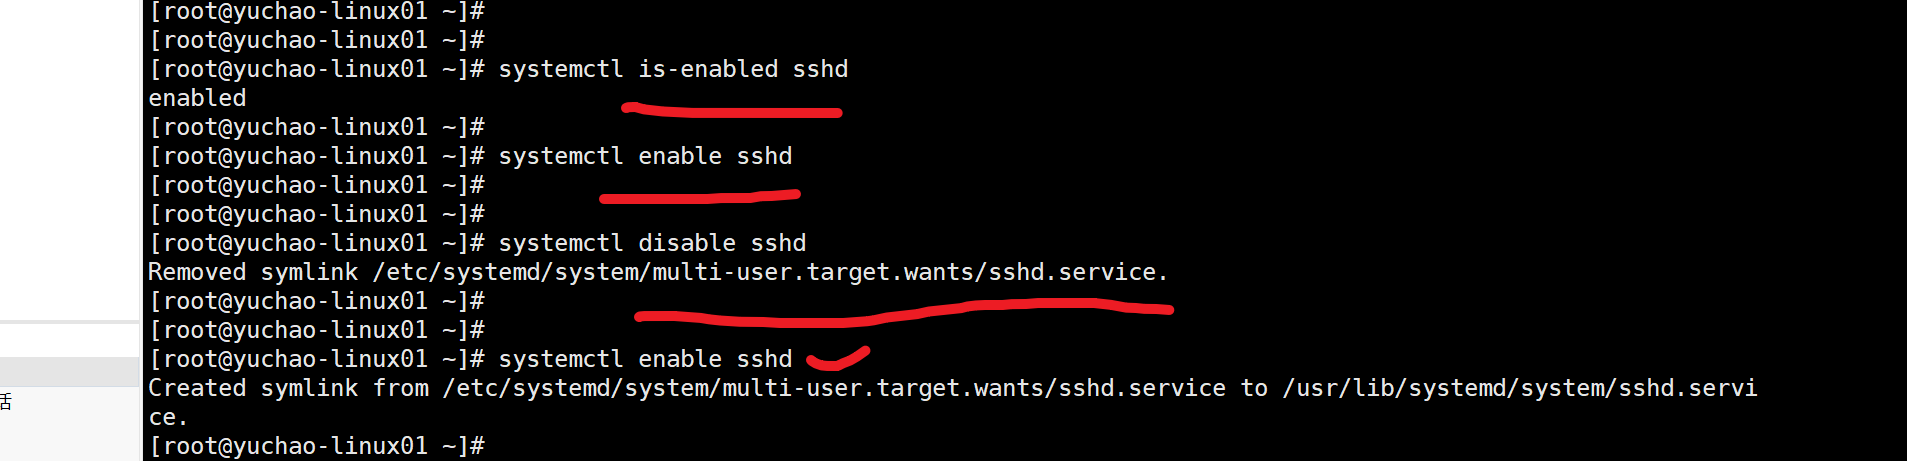 [root@yuchao-linux01 ~]#
[root@yuchao-linux01 ~]#
[root@yuchao-linux01 ~]# systemctl is-enabled sshd
enabled
[root@yuchao-linux01 ~]#
[root@yuchao-linux01 ~]# systemctl enable sshd
[root@yuchao-linux01 ~]#
[root@yuchao-linux01 ~]#
[root@yuchao-linux01 ~]# systemctl disable sshd
Removed symlink /etc/systemd/system/multi-user.target.wants/sshd.service.
[root@yuchao-linux01 ~]#
[root@yuchao-linux01 ~]#
[root@yuchao-linux01 ~]# systemctl enable sshd
Created symlink from /etc/systemd/system/multi-user.target.wants/sshd.service to /usr/lib/systemd/system/sshd.servi
ce.
[root@yuchao-linux01 ~]#